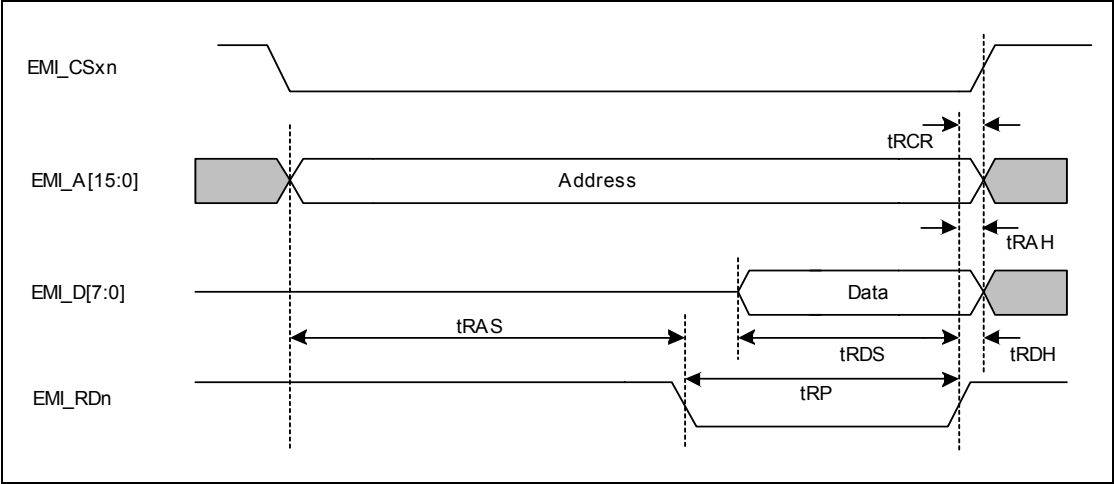 EMI_CSxn
tRCR
EMI_A[15:0]
Address
tRAH
EMI_D[7:0]
Data
tRAS
tRDS
tRDH
EMI_RDn
tRP